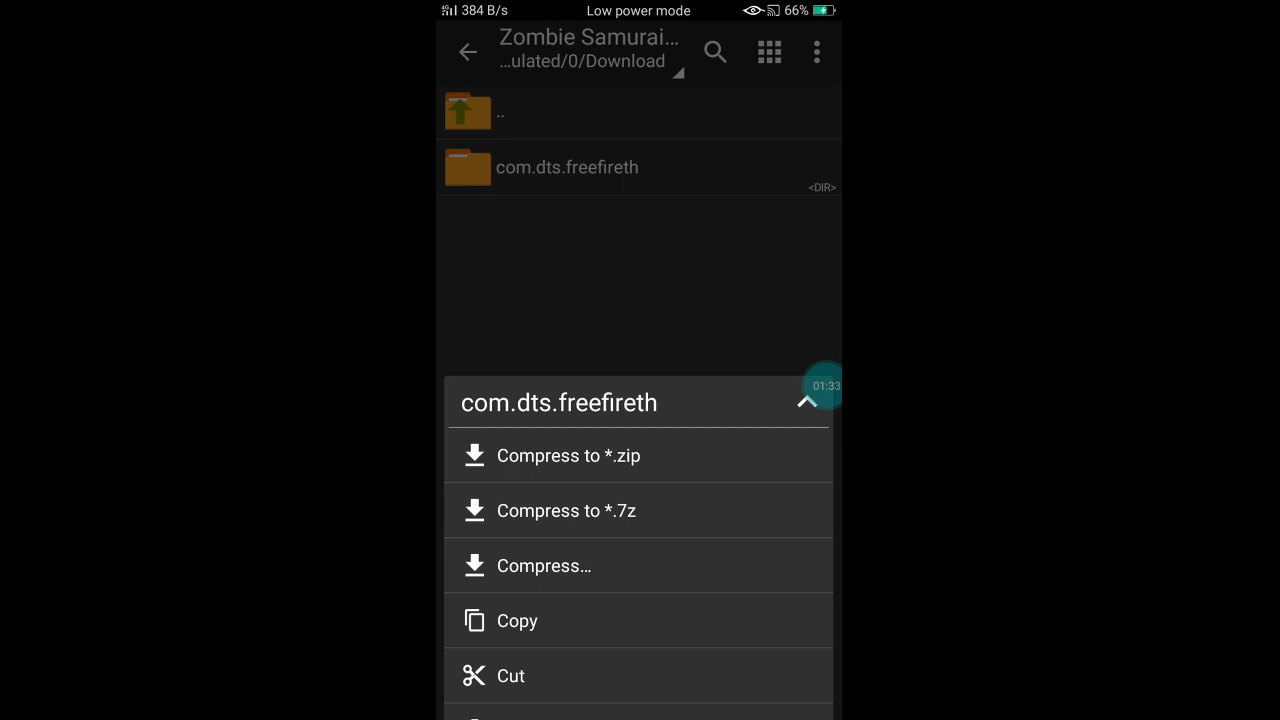 4G 384 B/s Low power mode 66%
Zombie Samurai...
...ulated/0/Download
..
com.dts.freefireth
<DIR>
01:33
com.dts.freefireth
Compress to *.zip
Compress to *.7z
Compress...
Copy
Cut